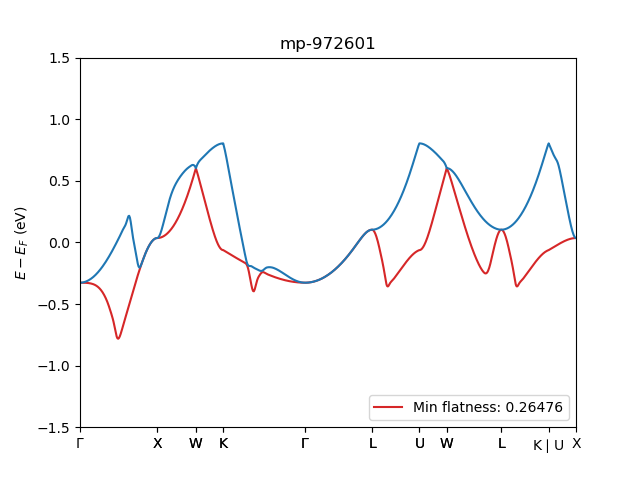 mp-972601
E − E_F (eV)
1.5
1.0
0.5
0.0
−0.5
−1.0
−1.5
Min flatness: 0.26476
Γ X W K Γ L U W L K | U X